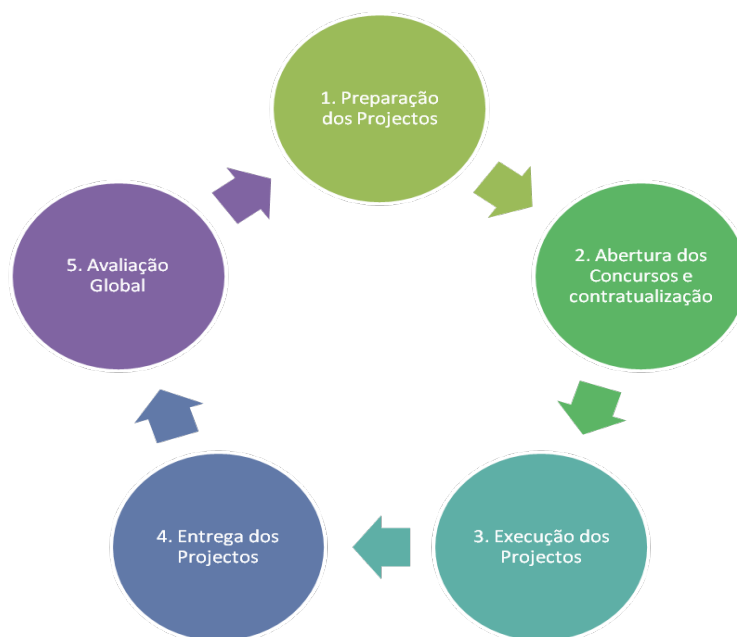 1. Preparação
dos Projectos
2. Abertura dos
Concursos e
contratualização
3. Execução dos
Projectos
4. Entrega dos
Projectos
5. Avaliação
Global